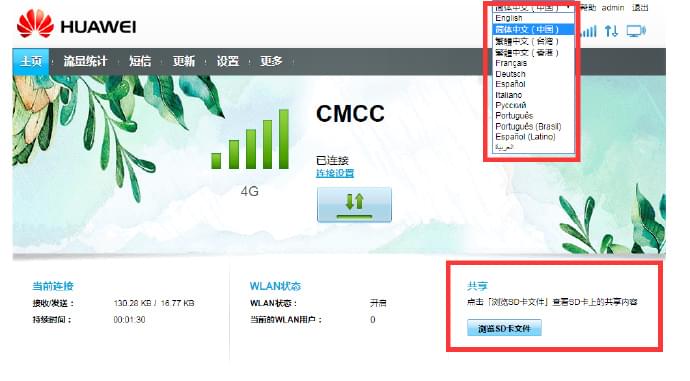 HUAWEI
简体中文（中国） 帮助 admin 退出
English
简体中文（中国）
繁體中文（台湾）
繁體中文（香港）
Français
Deutsch
Español
Italiano
Русский
Português
Português (Brasil)
Español (Latino)
العربية
主页 流量统计 短信 更新 设置 更多
CMCC
已连接
连接设置
4G
当前连接
接收/发送： 130.28 KB / 16.77 KB
持续时间： 00:01:30
WLAN状态
WLAN状态： 开启
当前的WLAN用户： 0
共享
点击「浏览SD卡文件」查看SD卡上的共享内容
浏览SD卡文件